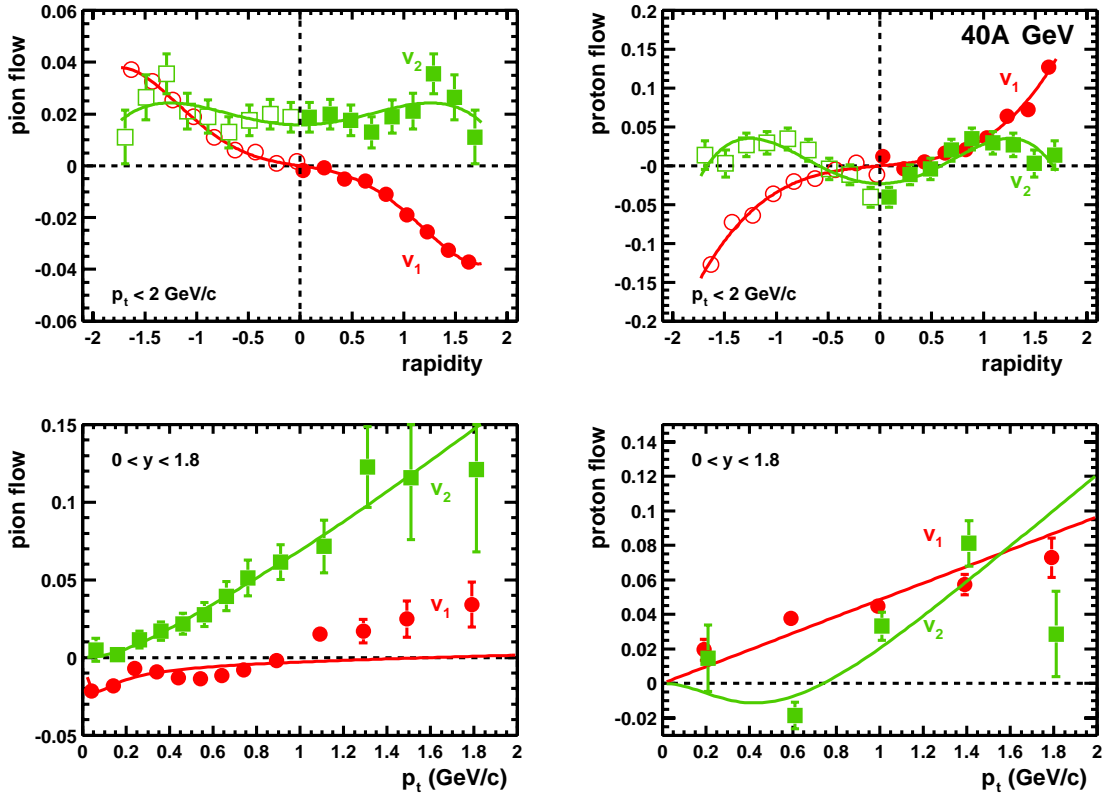 pion flow
0.06
0.04
0.02
0
-0.02
-0.04
-0.06
v2
v1
pt < 2 GeV/c
-2 -1.5 -1 -0.5 0 0.5 1 1.5 2
rapidity
proton flow
0.2
0.15
0.1
0.05
0
-0.05
-0.1
-0.15
-0.2
40A GeV
v1
v2
pt < 2 GeV/c
-2 -1.5 -1 -0.5 0 0.5 1 1.5 2
rapidity
pion flow
0.15
0.1
0.05
0
-0.05
0 < y < 1.8
v2
v1
0 0.2 0.4 0.6 0.8 1 1.2 1.4 1.6 1.8 2
pt (GeV/c)
proton flow
0.14
0.12
0.1
0.08
0.06
0.04
0.02
0
-0.02
0 < y < 1.8
v1
v2
0 0.2 0.4 0.6 0.8 1 1.2 1.4 1.6 1.8 2
pt (GeV/c)